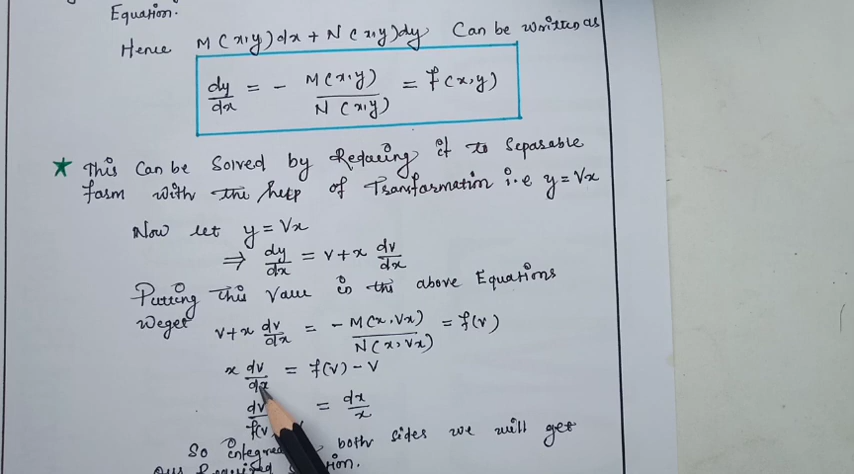 Equation.
Hence M(x,y)dx + N(x,y)dy Can be written as
dy/dx = - M(x,y)/N(x,y) = f(x,y)
★ This Can be Solved by Reducing it to Separable
form with the help of Transformation i.e y = Vx
Now let y = Vx
⇒ dy/dx = v + x dv/dx
Putting This Value in the above Equations
We get v + x dv/dx = -M(x, Vx)/N(x, Vx) = f(v)
x dv/dx = f(v) - v
dv/f(v = dx/x
So both sides we will get
our Required